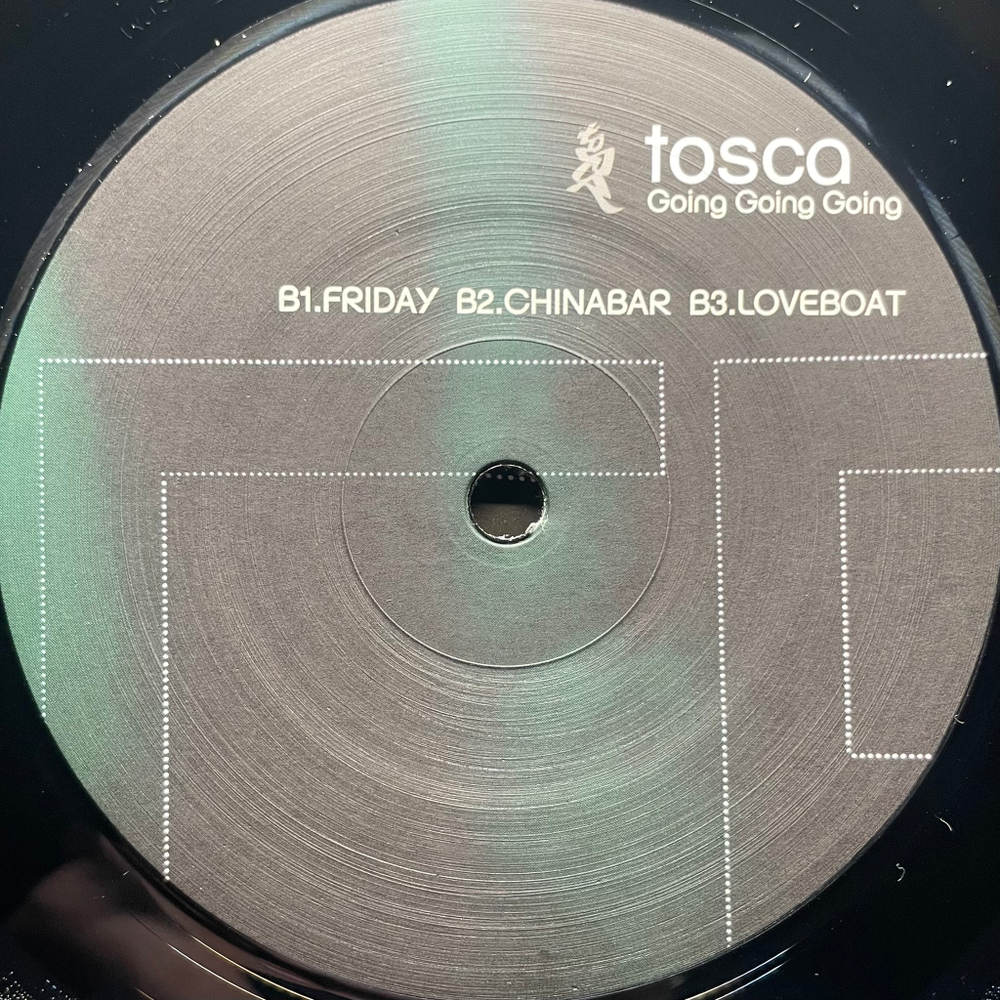 tosca
Going Going Going
B1.FRIDAY B2.CHINABAR B3.LOVEBOAT